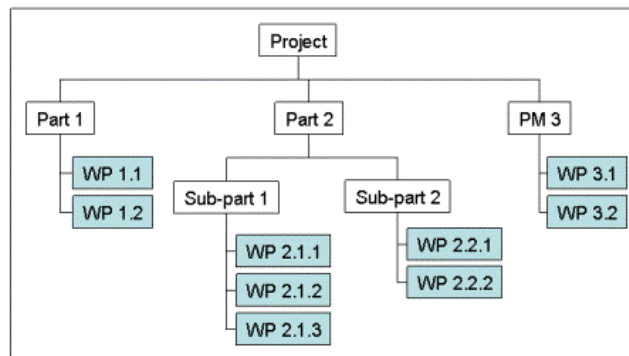 Project
Part 1
Part 2
PM 3
WP 1.1
WP 1.2
Sub-part 1
Sub-part 2
WP 3.1
WP 3.2
WP 2.1.1
WP 2.1.2
WP 2.1.3
WP 2.2.1
WP 2.2.2